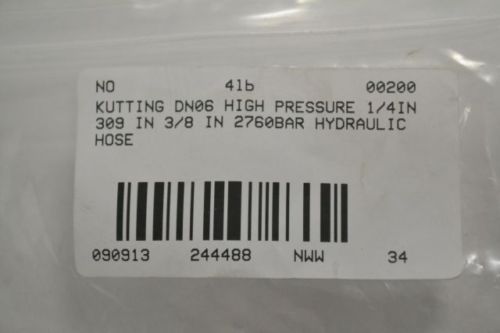 NO 41b 00200
KUTTING DN06 HIGH PRESSURE 1/4IN
309 IN 3/8 IN 2760BAR HYDRAULIC
HOSE
090913 244488 NWW 34